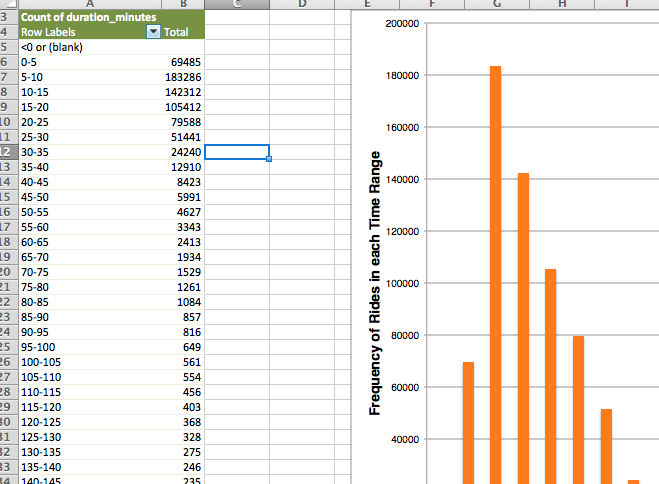 A B C D E F G H I
3 Count of duration_minutes
4 Row Labels Total
5 <0 or (blank)
6 0-5 69485
7 5-10 183286
8 10-15 142312
9 15-20 105412
10 20-25 79588
11 25-30 51441
12 30-35 24240
13 35-40 12910
14 40-45 8423
15 45-50 5991
16 50-55 4627
17 55-60 3343
18 60-65 2413
19 65-70 1934
20 70-75 1529
21 75-80 1261
22 80-85 1084
23 85-90 857
24 90-95 816
25 95-100 649
26 100-105 561
27 105-110 554
28 110-115 456
29 115-120 403
30 120-125 368
31 125-130 328
32 130-135 275
33 135-140 246
34 140-145 235
Frequency of Rides in each Time Range
200000
180000
160000
140000
120000
100000
80000
60000
40000